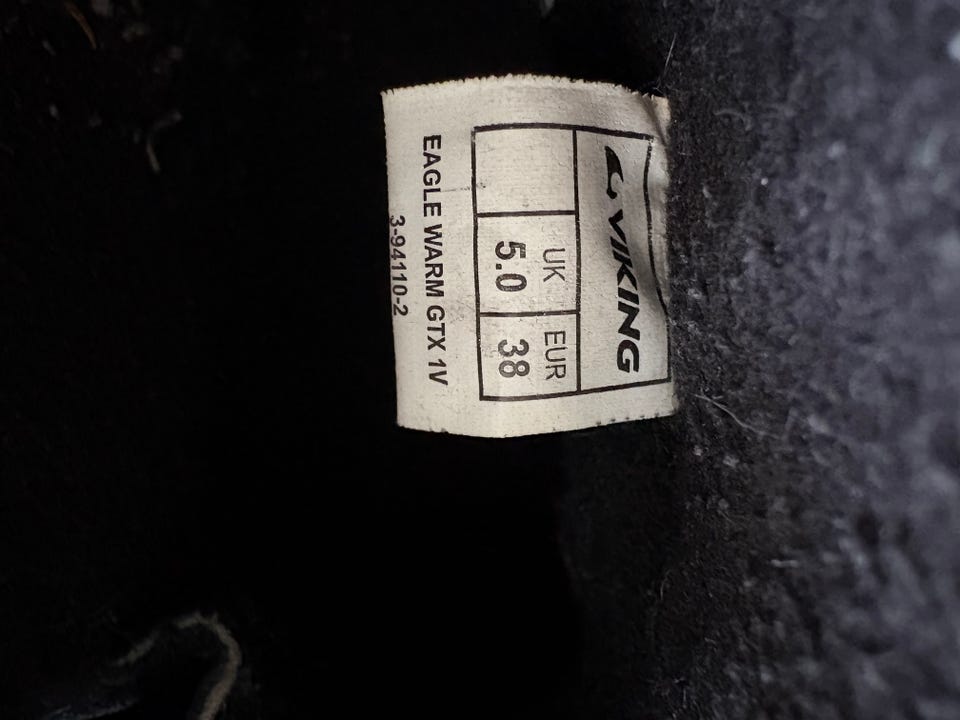 VIKING
UK EUR
5.0 38
EAGLE WARM GTX 1V
3-94110-2